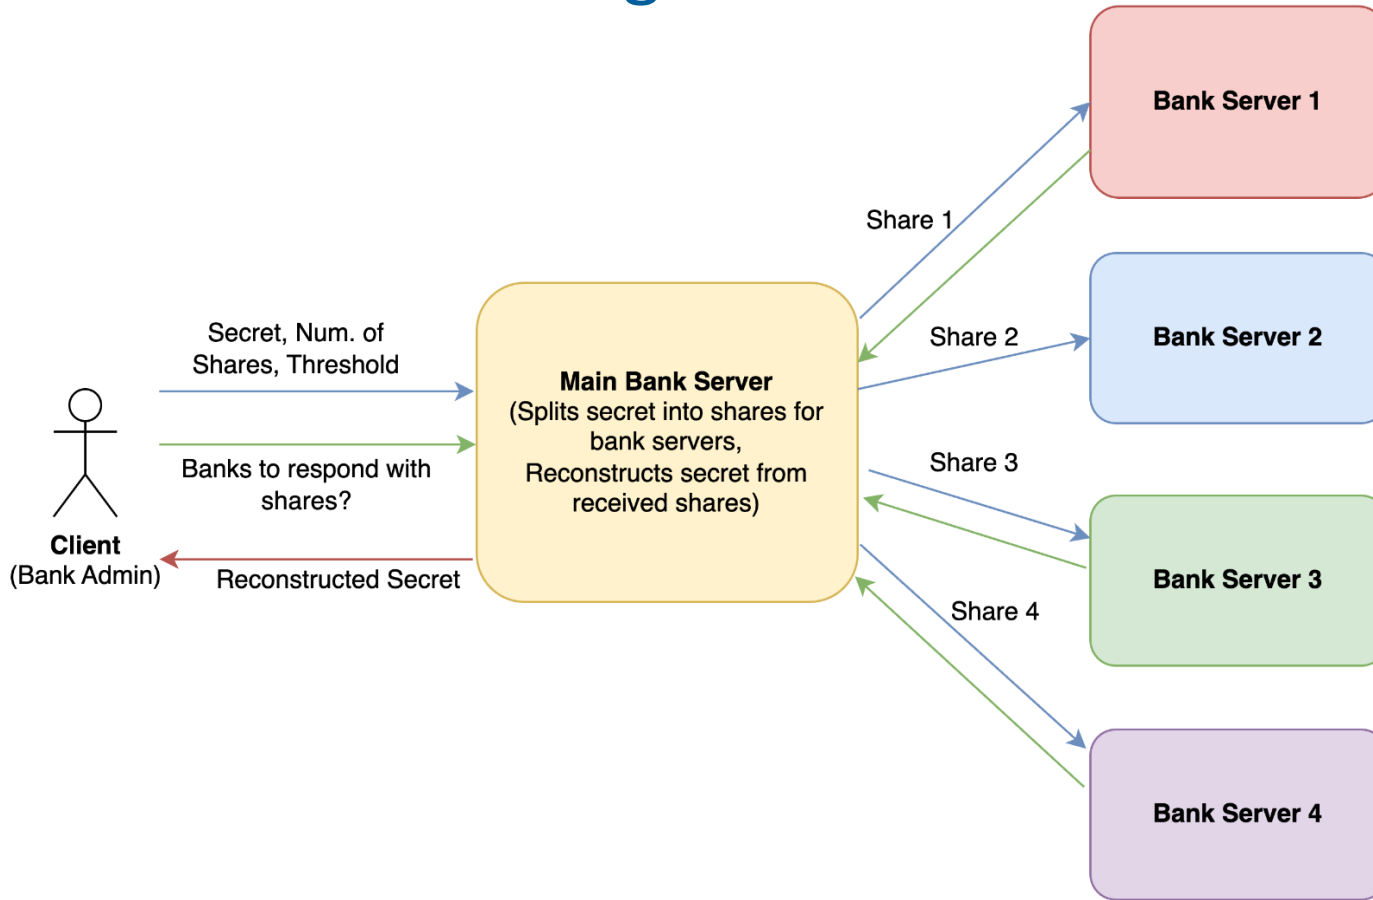 Secret, Num. of
Shares, Threshold
Banks to respond with
shares?
Reconstructed Secret
Client
(Bank Admin)
Main Bank Server
(Splits secret into shares for
bank servers,
Reconstructs secret from
received shares)
Share 1
Share 2
Share 3
Share 4
Bank Server 1
Bank Server 2
Bank Server 3
Bank Server 4